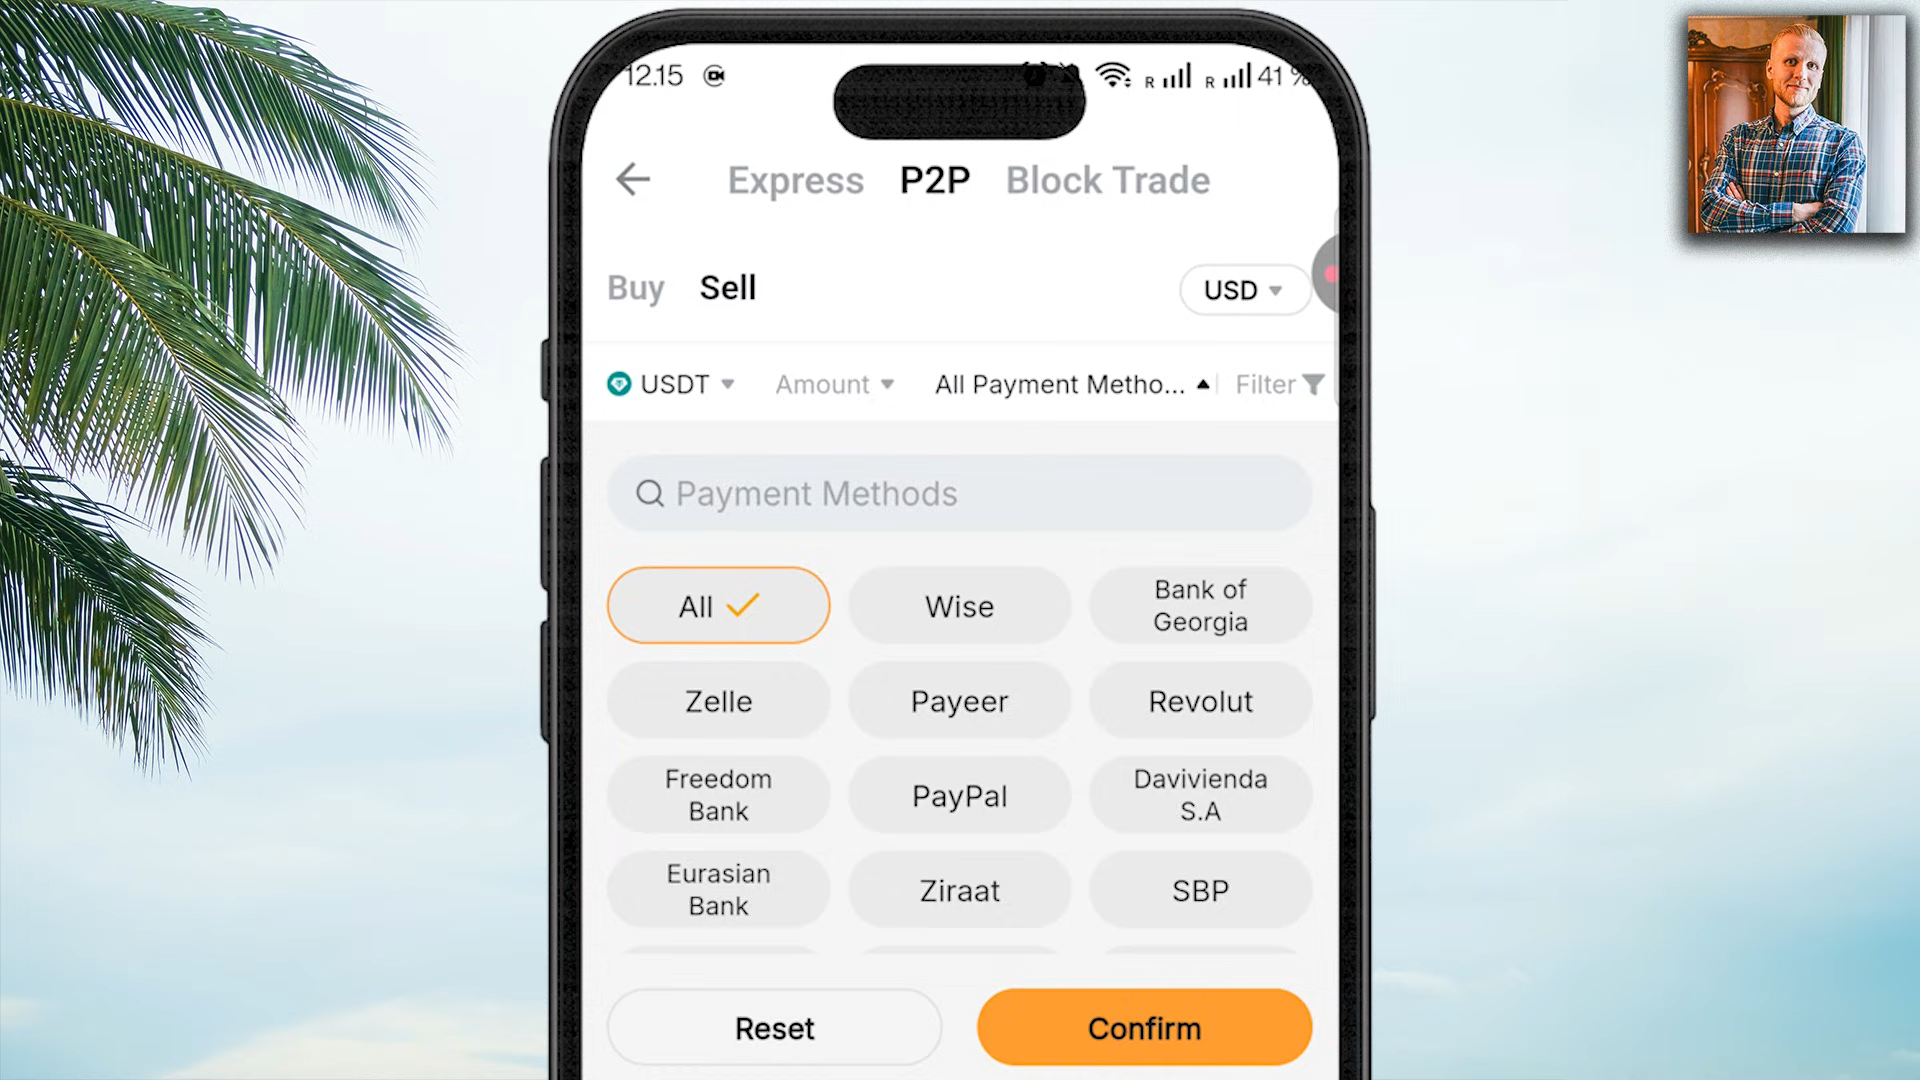 12.15 R R 41 %
Express P2P Block Trade
Buy Sell USD
USDT Amount All Payment Metho... Filter
Payment Methods
All Wise Bank of
Georgia
Zelle Payeer Revolut
Freedom
Bank
PayPal
Davivienda
S.A
Eurasian
Bank
Ziraat SBP
Reset Confirm